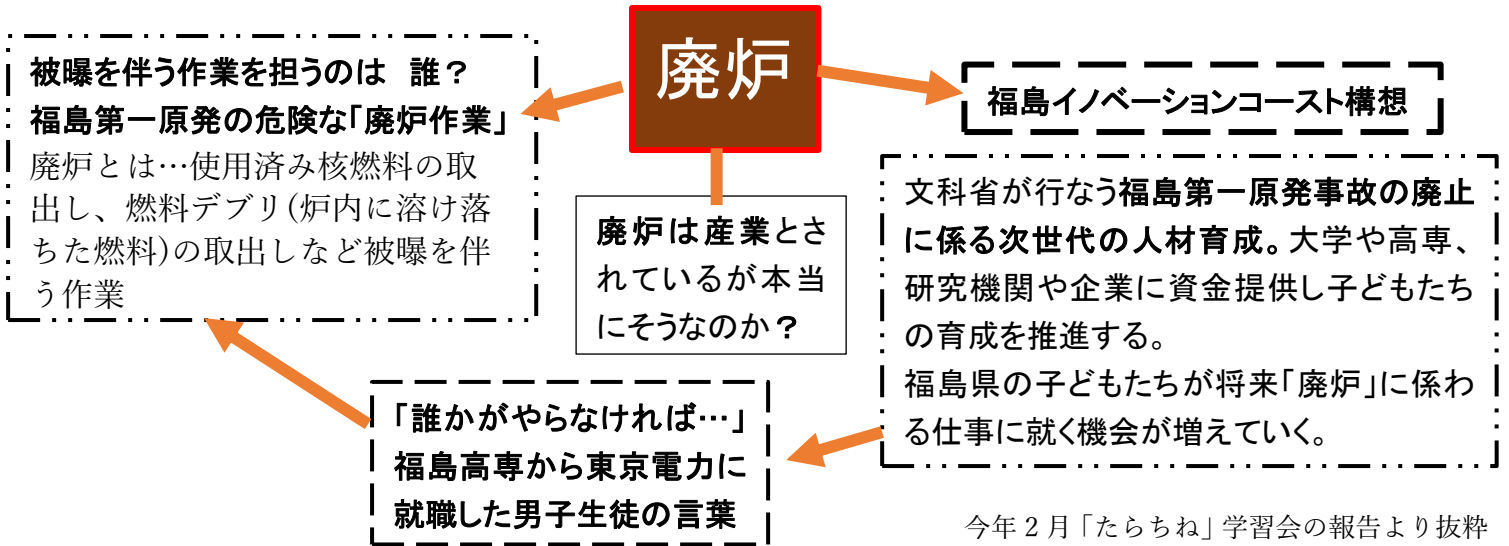 廃炉
被曝を伴う作業を担うのは　誰？
福島第一原発の危険な「廃炉作業」
廃炉とは…使用済み核燃料の取
出し、燃料デブリ(炉内に溶け落
ちた燃料)の取出しなど被曝を伴
う作業
福島イノベーションコースト構想
廃炉は産業とさ
れているが本当
にそうなのか？
文科省が行なう福島第一原発事故の廃止
に係る次世代の人材育成。大学や高専、
研究機関や企業に資金提供し子どもたち
の育成を推進する。
福島県の子どもたちが将来「廃炉」に係わ
る仕事に就く機会が増えていく。
「誰かがやらなければ…」
福島高専から東京電力に
就職した男子生徒の言葉
今年２月「たらちね」学習会の報告より抜粋